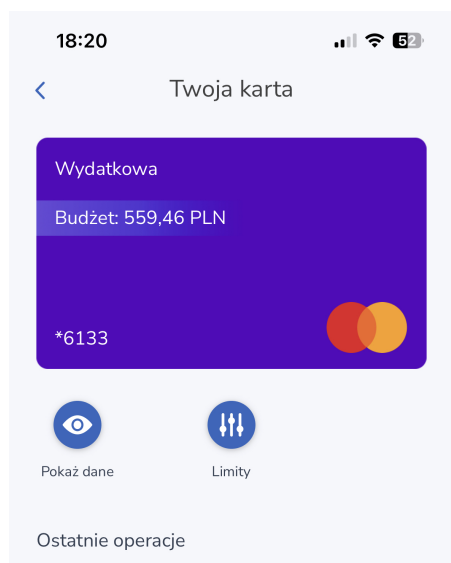 18:20
52
Twoja karta
Wydatkowa
Budżet: 559,46 PLN
*6133
Pokaż dane
Limity
Ostatnie operacje